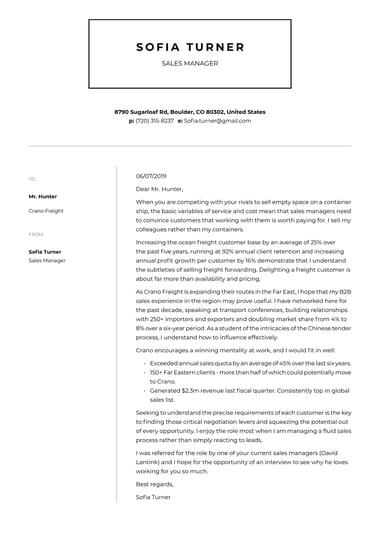 SOFIA TURNER
SALES MANAGER
8790 Sugarloaf Rd, Boulder, CO 80302, United States
p: (720) 315-8237 e: Sofia.turner@gmail.com
TO
Mr. Hunter
Crano Freight
FROM
Sofia Turner
Sales Manager
06/07/2019
Dear Mr. Hunter,
When you are competing with your rivals to sell empty space on a container
ship, the basic variables of service and cost mean that sales managers need
to convince customers that working with them is worth paying for. I sell my
colleagues rather than my containers.
Increasing the ocean freight customer base by an average of 25% over
the past five years, running at 92% annual client retention and increasing
annual profit growth per customer by 16% demonstrate that I understand
the subtleties of selling freight forwarding. Delighting a freight customer is
about far more than availability and pricing.
As Crano Freight is expanding their routes in the Far East, I hope that my B2B
sales experience in the region may prove useful. I have networked here for
the past decade, speaking at transport conferences, building relationships
with 250+ importers and exporters and doubling market share from 4% to
8% over a six-year period. As a student of the intricacies of the Chinese tender
process, I understand how to influence effectively.
Crano encourages a winning mentality at work, and I would fit in well:
• Exceeded annual sales quota by an average of 45% over the last six years.
• 150+ Far Eastern clients - more than half of which could potentially move
to Crano.
• Generated $2.3m revenue last fiscal quarter. Consistently top in global
sales list.
Seeking to understand the precise requirements of each customer is the key
to finding those critical negotiation levers and squeezing the potential out
of every opportunity. I enjoy the role most when I am managing a fluid sales
process rather than simply reacting to leads.
I was referred for the role by one of your current sales managers (David
Lantink) and I hope for the opportunity of an interview to see why he loves
working for you so much.
Best regards,
Sofia Turner